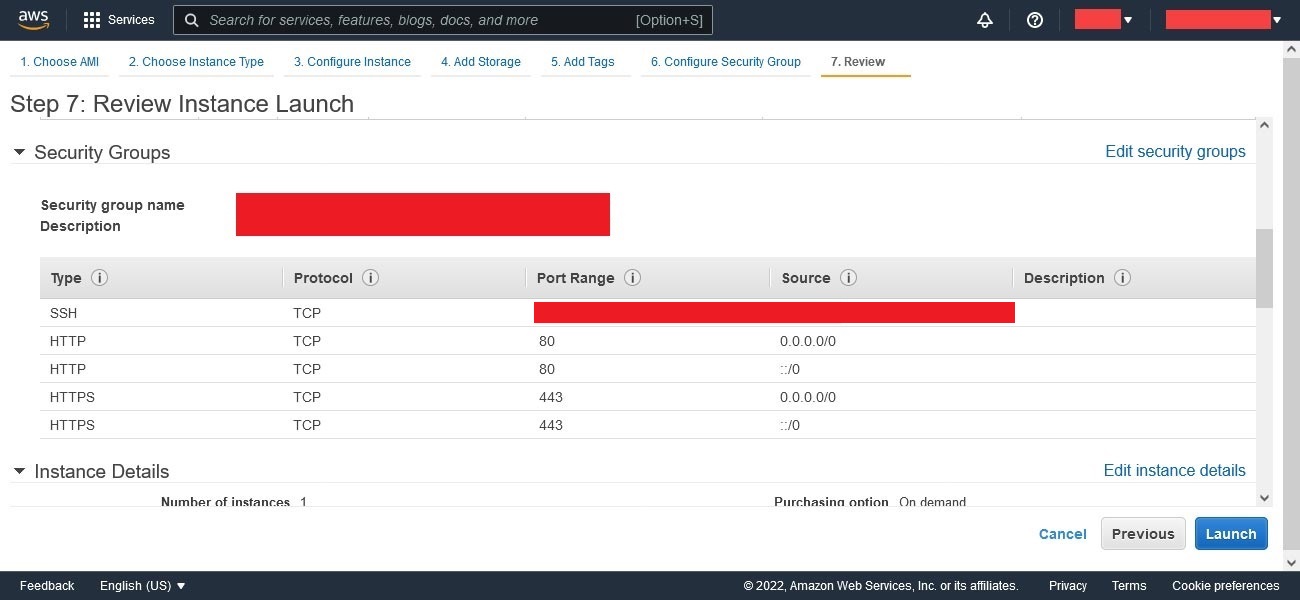 aws Services Search for services, features, blogs, docs, and more [Option+S]
1. Choose AMI 2. Choose Instance Type 3. Configure Instance 4. Add Storage 5. Add Tags 6. Configure Security Group 7. Review
Step 7: Review Instance Launch
Security Groups Edit security groups
Security group name
Description
Type i Protocol i Port Range i Source i Description i
SSH TCP
HTTP TCP 80 0.0.0.0/0
HTTP TCP 80 ::/0
HTTPS TCP 443 0.0.0.0/0
HTTPS TCP 443 ::/0
Instance Details Edit instance details
Number of instances 1 Purchasing option On demand
Cancel Previous Launch
Feedback English (US) © 2022, Amazon Web Services, Inc. or its affiliates. Privacy Terms Cookie preferences